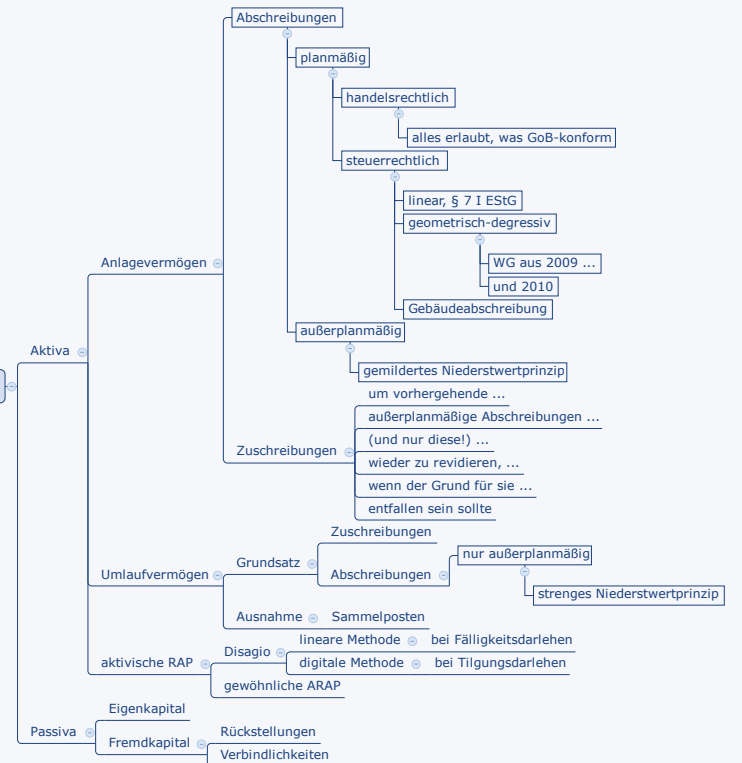 Abschreibungen
planmäßig
handelsrechtlich
alles erlaubt, was GoB-konform
steuerrechtlich
linear, § 7 I EStG
geometrisch-degressiv
WG aus 2009 ...
und 2010
Gebäudeabschreibung
außerplanmäßig
gemildertes Niederstwertprinzip
Anlagevermögen
Aktiva
um vorhergehende ...
außerplanmäßige Abschreibungen ...
(und nur diese!) ...
Zuschreibungen
wieder zu revidieren, ...
wenn der Grund für sie ...
entfallen sein sollte
Zuschreibungen
Grundsatz
Abschreibungen
nur außerplanmäßig
strenges Niederstwertprinzip
Umlaufvermögen
Ausnahme
Sammelposten
lineare Methode
bei Fälligkeitsdarlehen
Disagio
digitale Methode
bei Tilgungsdarlehen
aktivische RAP
gewöhnliche ARAP
Eigenkapital
Passiva
Fremdkapital
Rückstellungen
Verbindlichkeiten